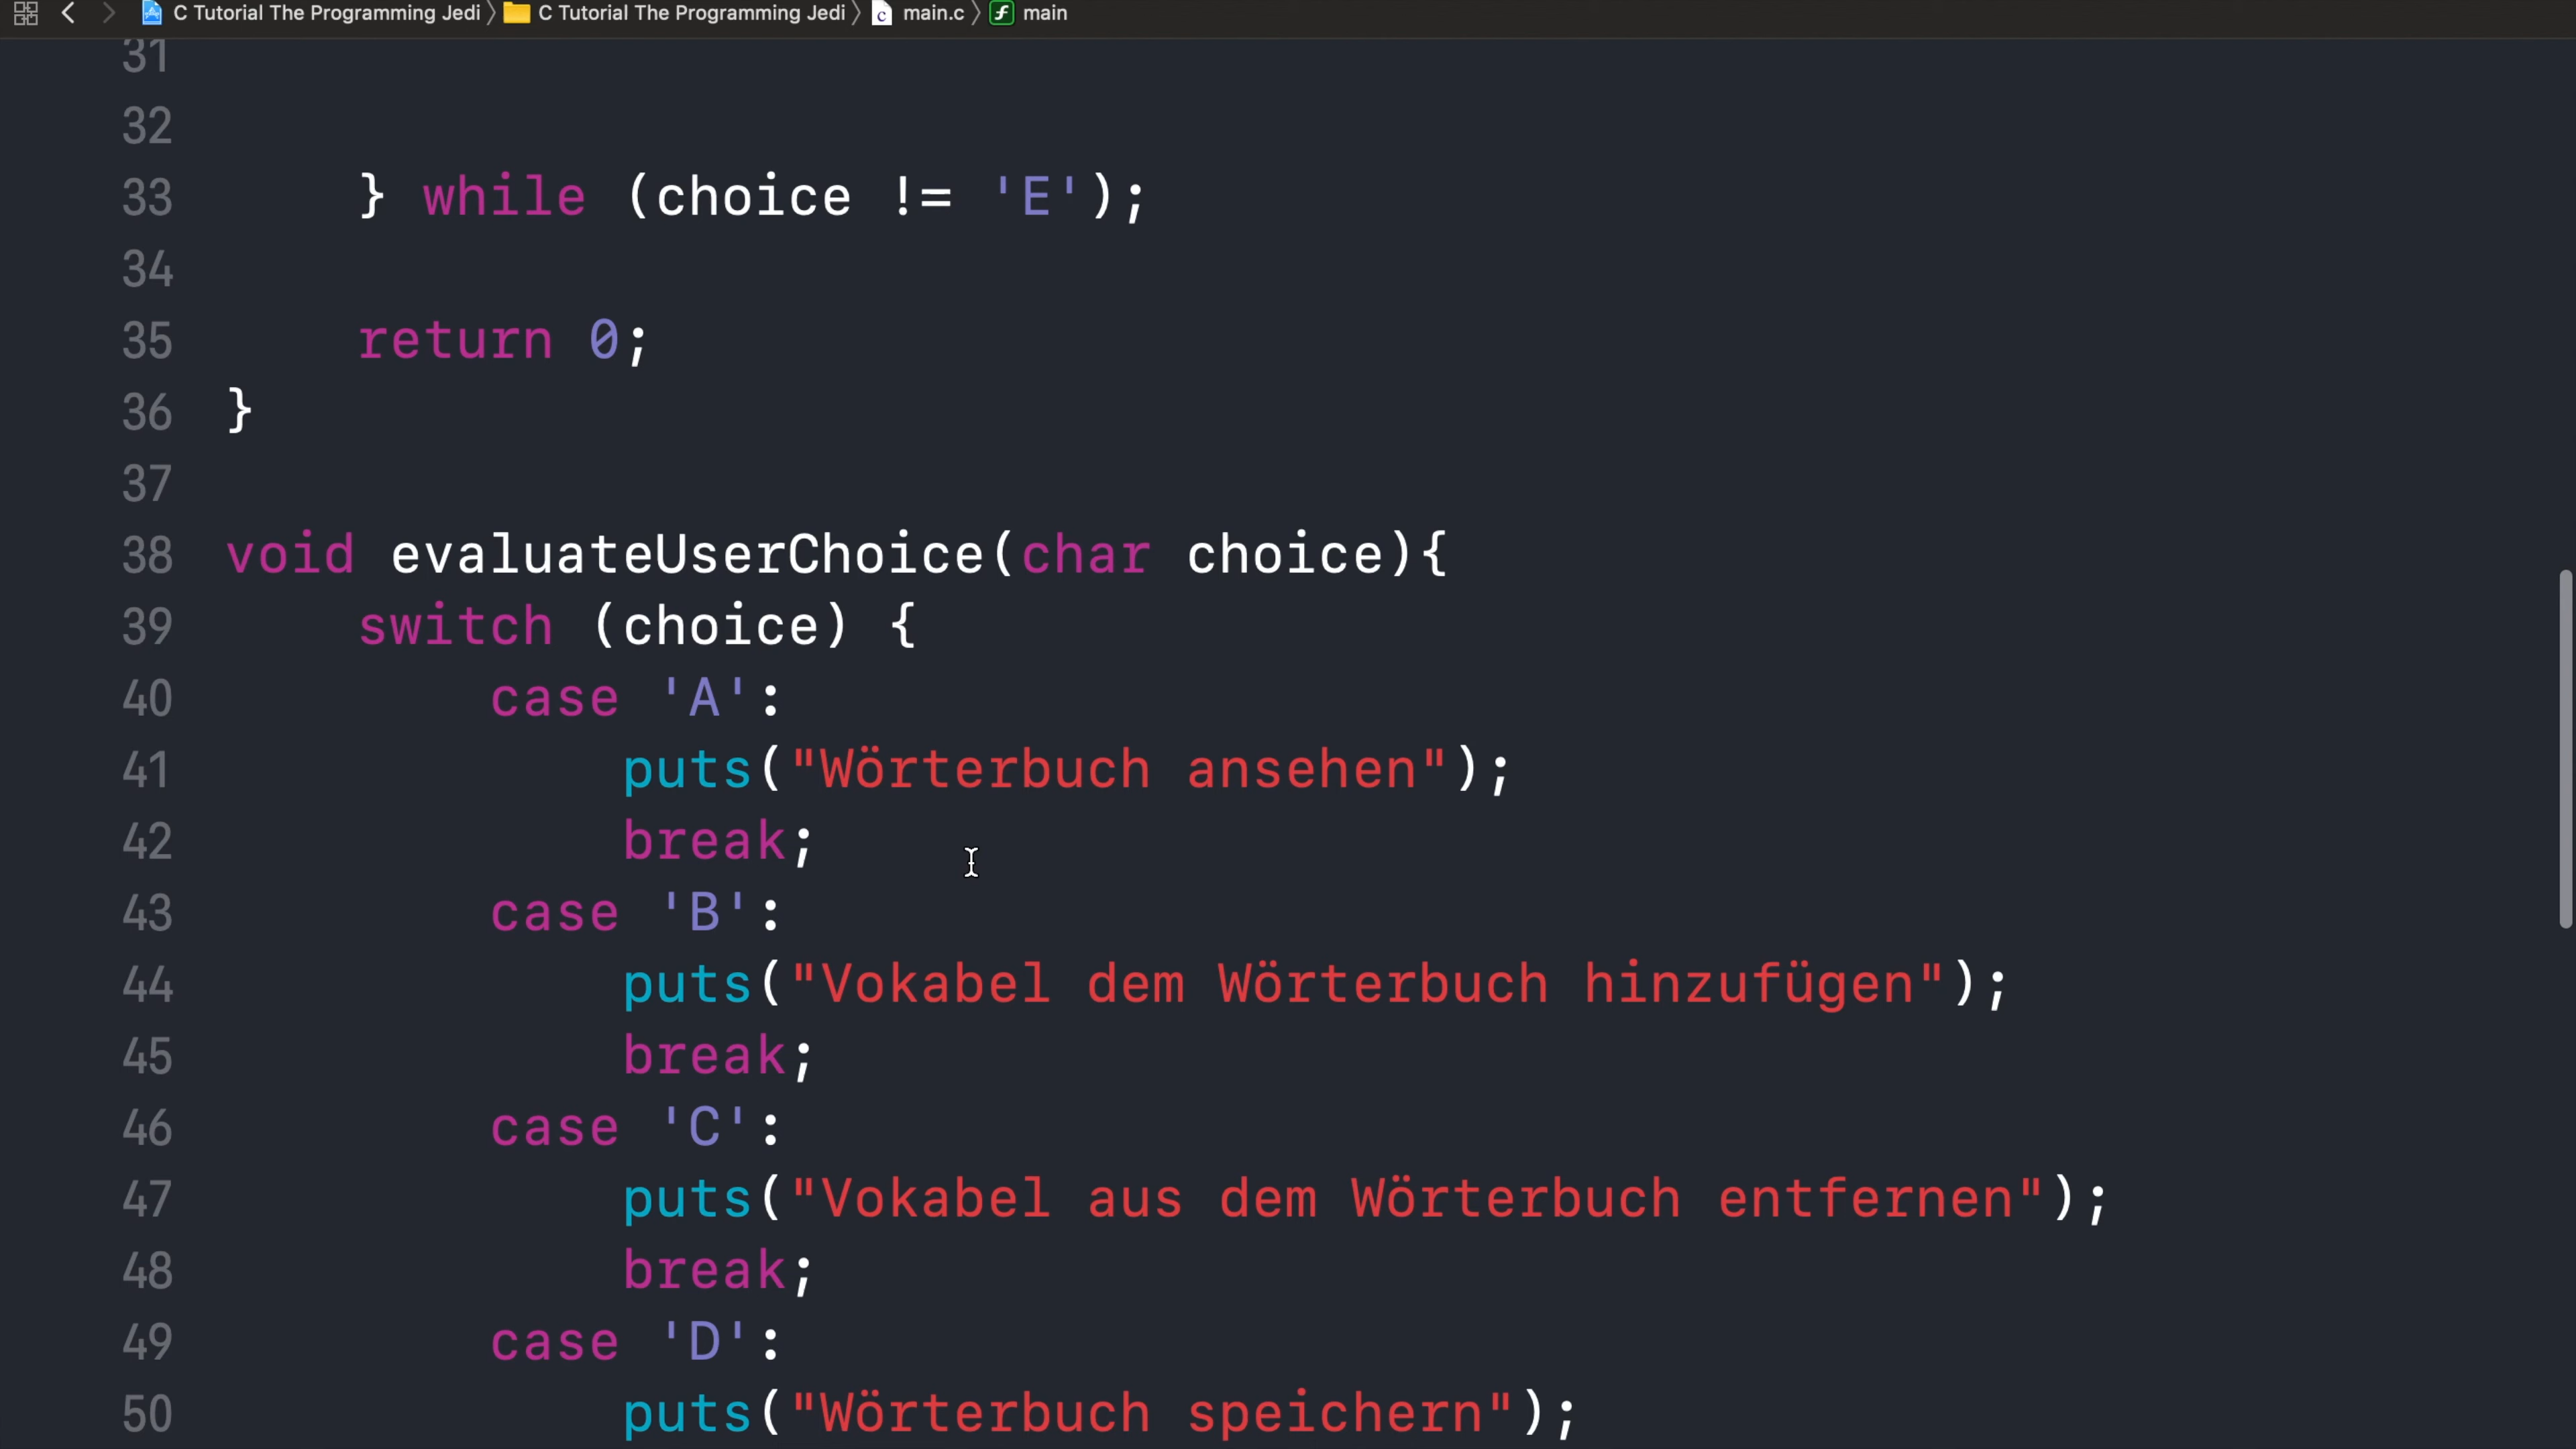 C Tutorial The Programming Jedi 〉 C Tutorial The Programming Jedi 〉 c main.c 〉 f main
31
32
33 } while (choice != 'E');
34
35 return 0;
36 }
37
38 void evaluateUserChoice(char choice){
39 switch (choice) {
40 case 'A':
41 puts("Wörterbuch ansehen");
42 break;
43 case 'B':
44 puts("Vokabel dem Wörterbuch hinzufügen");
45 break;
46 case 'C':
47 puts("Vokabel aus dem Wörterbuch entfernen");
48 break;
49 case 'D':
50 puts("Wörterbuch speichern");